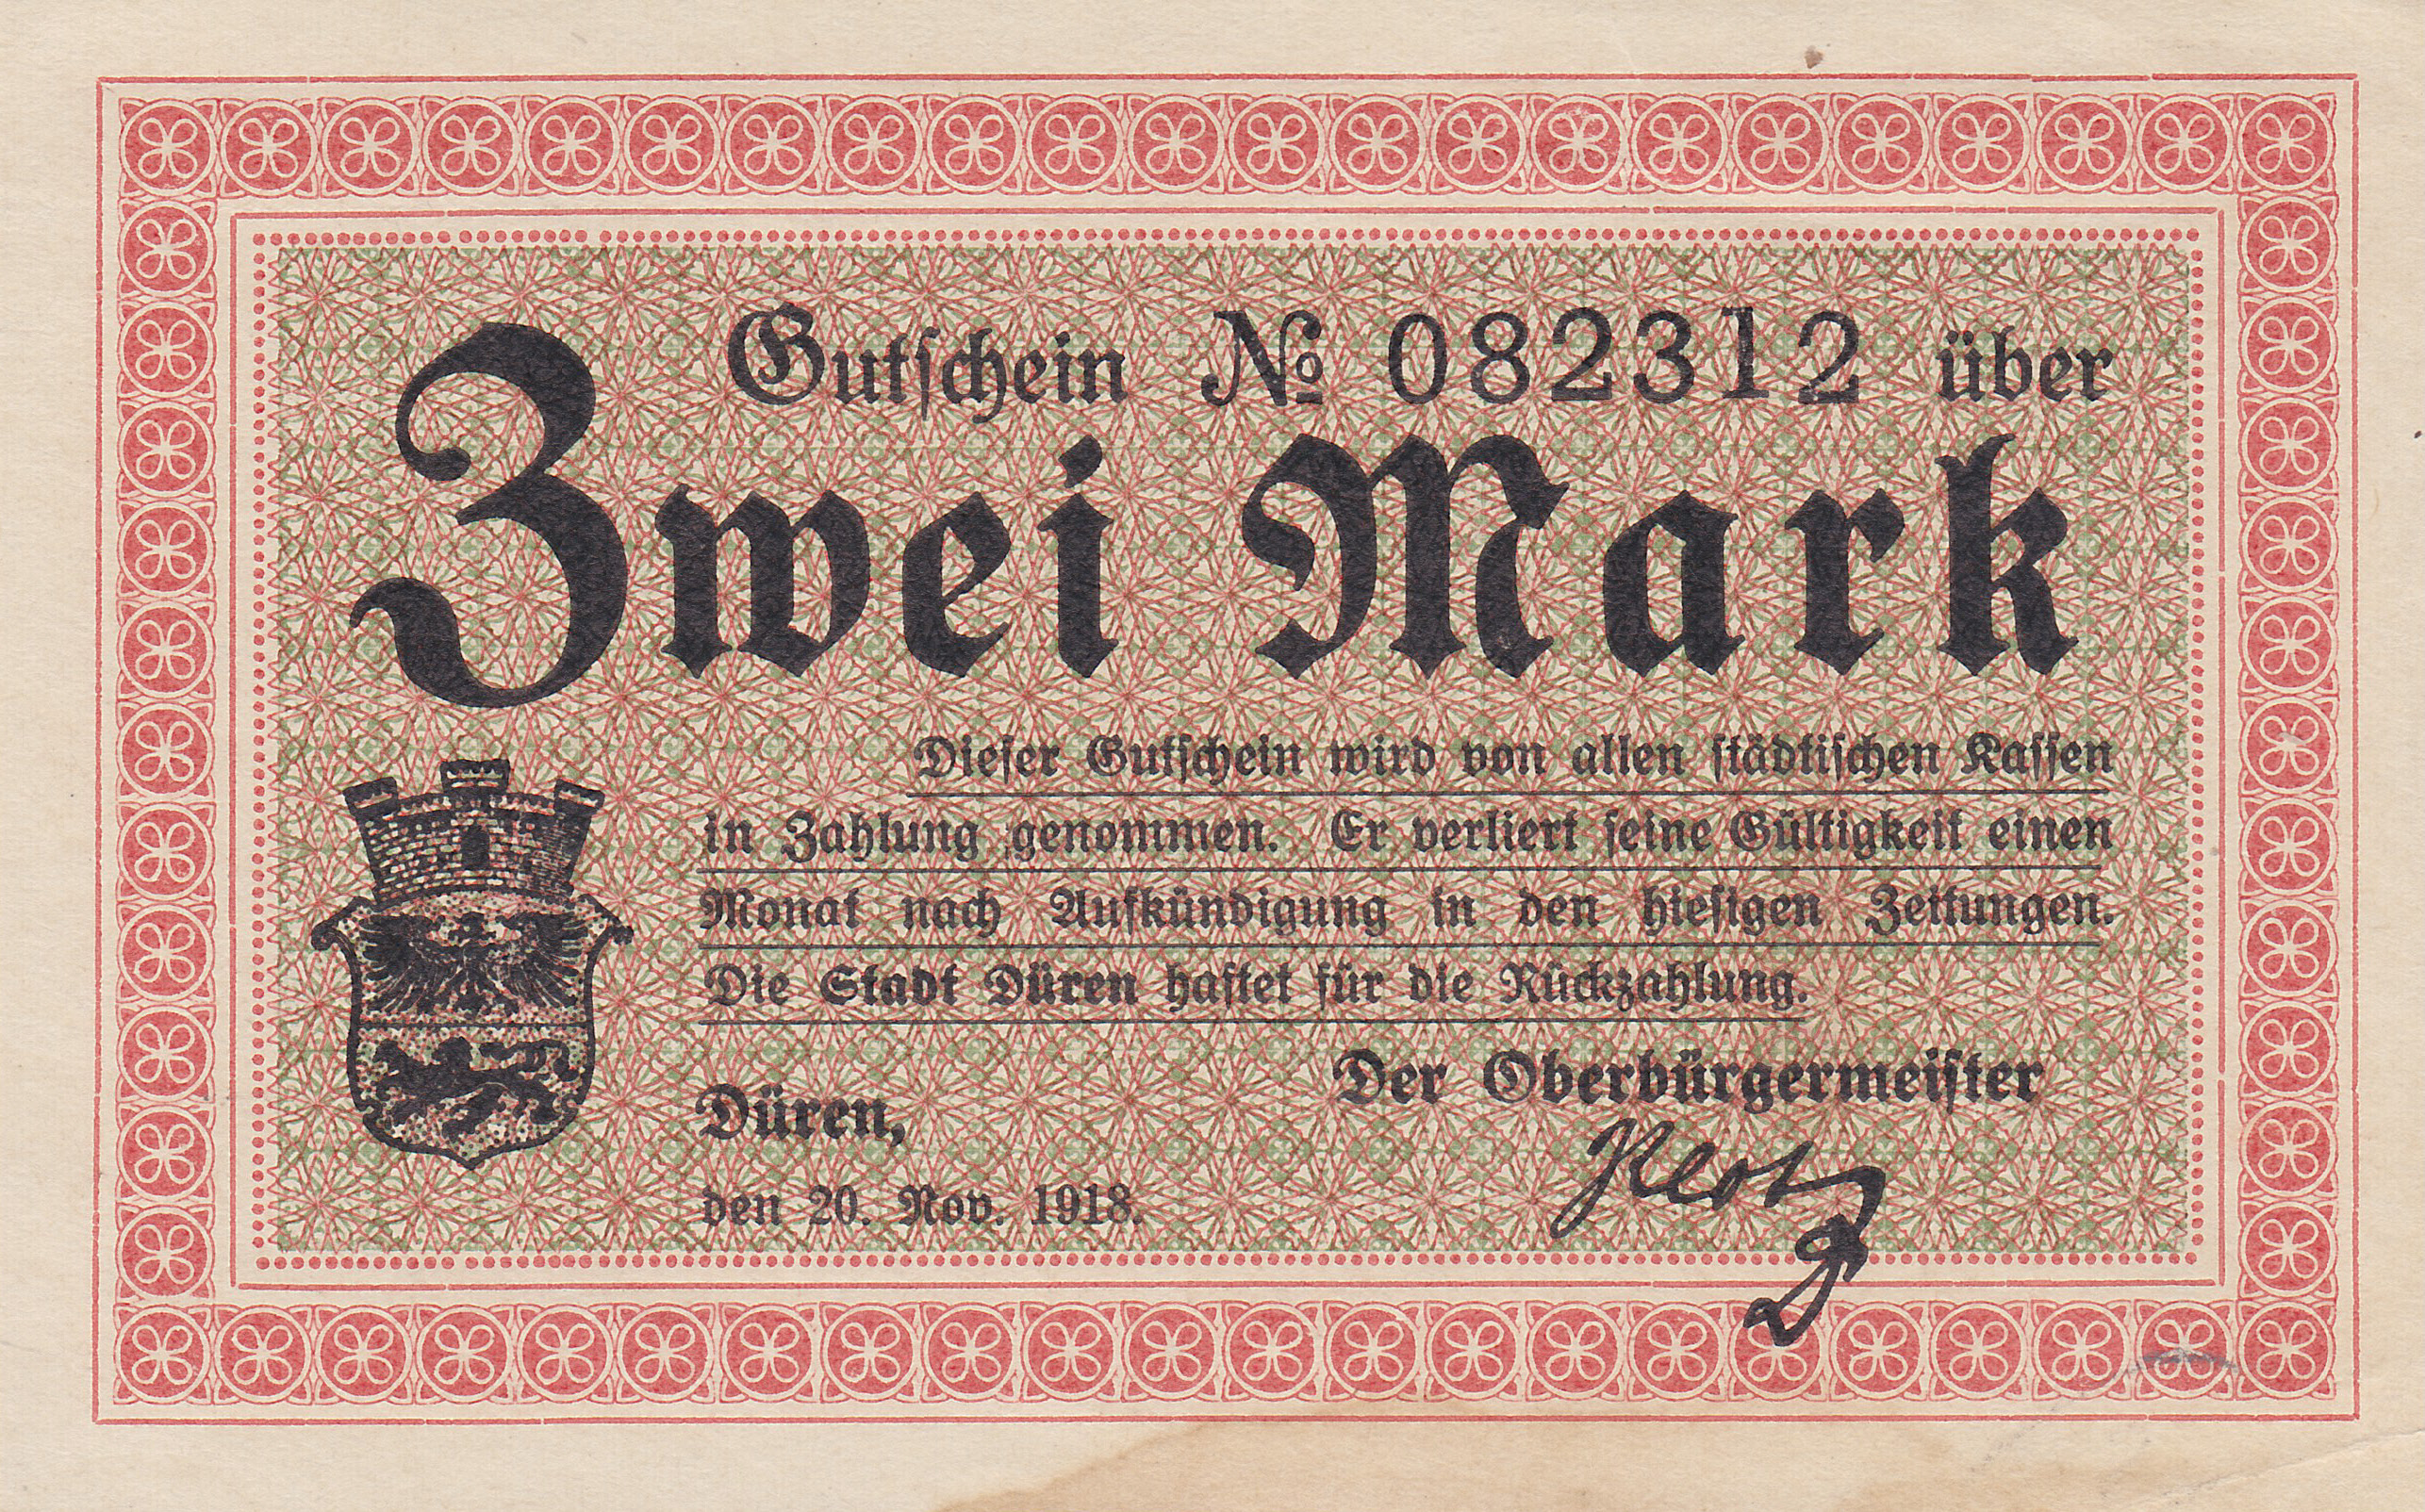 Gutschein № 082312 über
Zwei Mark
Dieser Gutschein wird von allen städtischen Kassen
in Zahlung genommen. Er verliert seine Gültigkeit einen
Monat nach Aufkündigung in den hiesigen Zeitungen.
Die Stadt Düren haftet für die Rückzahlung.
Der Oberbürgermeister
Düren,
Klotz
den 20. Nov. 1918.